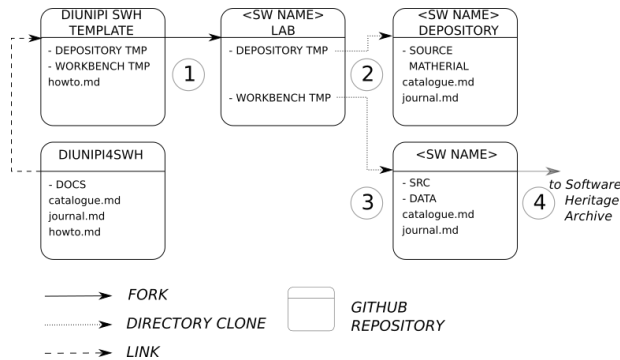 DIUNIPI SWH
TEMPLATE
- DEPOSITORY TMP
- WORKBENCH TMP
howto.md
1
<SW NAME>
LAB
- DEPOSITORY TMP
- WORKBENCH TMP
2
<SW NAME>
DEPOSITORY
- SOURCE
MATHERIAL
catalogue.md
journal.md
DIUNIPI4SWH
- DOCS
catalogue.md
journal.md
howto.md
3
<SW NAME>
- SRC
- DATA
catalogue.md
journal.md
4
to Software
Heritage
Archive
FORK
DIRECTORY CLONE
LINK
GITHUB
REPOSITORY